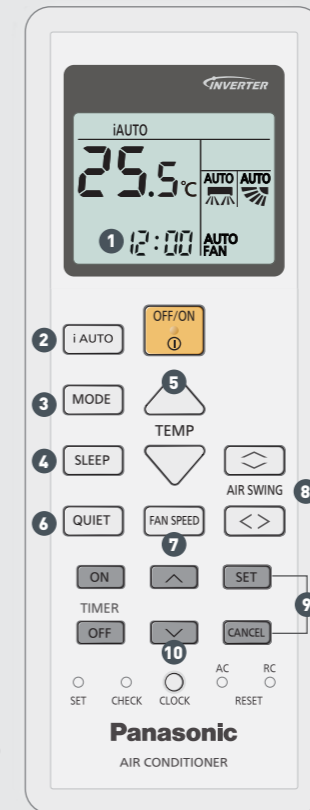 INVERTER
iAUTO
25.5°C
AUTO AUTO
1 12:00 AUTO FAN
OFF/ON
2 i AUTO
3 MODE 5
TEMP
4 SLEEP
AIR SWING 8
6 QUIET FAN SPEED
7
ON SET
TIMER 9
OFF CANCEL
10
AC RC
SET CHECK CLOCK RESET
Panasonic
AIR CONDITIONER